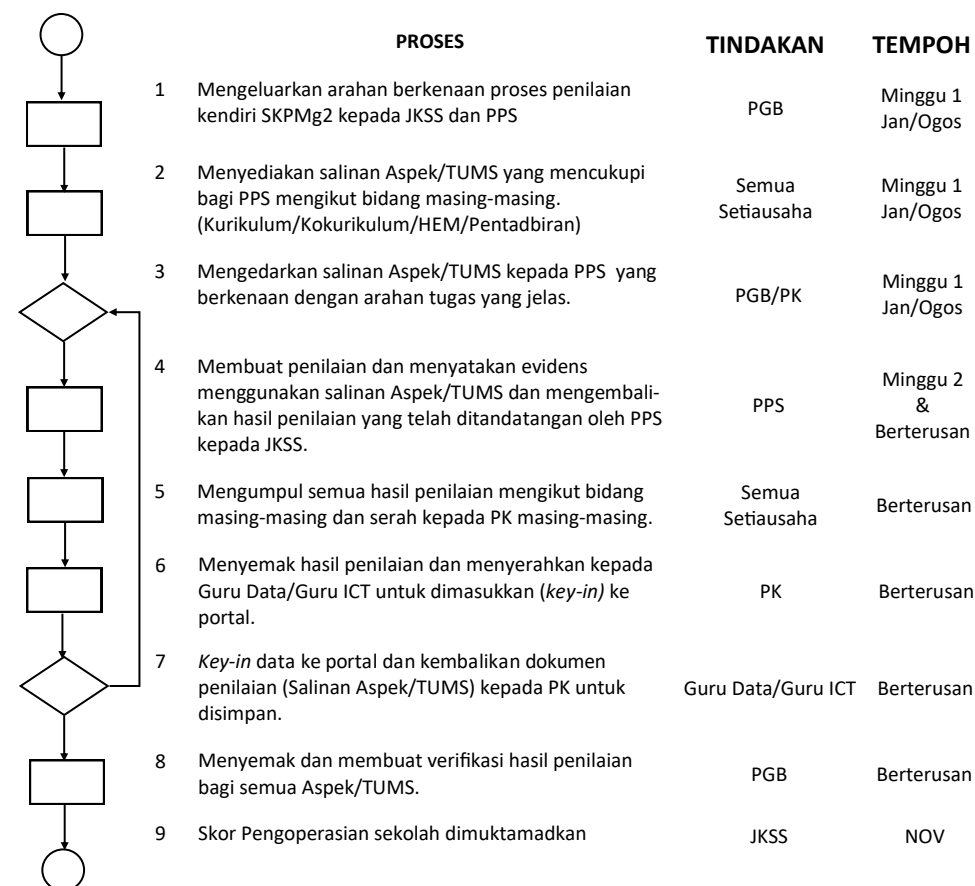 PROSES TINDAKAN TEMPOH
1 Mengeluarkan arahan berkenaan proses penilaian
kendiri SKPMg2 kepada JKSS dan PPS
PGB
Minggu 1
Jan/Ogos
2 Menyediakan salinan Aspek/TUMS yang mencukupi
bagi PPS mengikut bidang masing-masing.
(Kurikulum/Kokurikulum/HEM/Pentadbiran)
Semua
Setiausaha
Minggu 1
Jan/Ogos
3 Mengedarkan salinan Aspek/TUMS kepada PPS yang
berkenaan dengan arahan tugas yang jelas.
PGB/PK
Minggu 1
Jan/Ogos
4 Membuat penilaian dan menyatakan evidens
menggunakan salinan Aspek/TUMS dan mengembali-
kan hasil penilaian yang telah ditandatangan oleh PPS
kepada JKSS.
PPS
Minggu 2
&
Berterusan
5 Mengumpul semua hasil penilaian mengikut bidang
masing-masing dan serah kepada PK masing-masing.
Semua
Setiausaha
Berterusan
6 Menyemak hasil penilaian dan menyerahkan kepada
Guru Data/Guru ICT untuk dimasukkan (key-in) ke
portal.
PK
Berterusan
7 Key-in data ke portal dan kembalikan dokumen
penilaian (Salinan Aspek/TUMS) kepada PK untuk
disimpan.
Guru Data/Guru ICT
Berterusan
8 Menyemak dan membuat verifikasi hasil penilaian
bagi semua Aspek/TUMS.
PGB
Berterusan
9 Skor Pengoperasian sekolah dimuktamadkan
JKSS
NOV